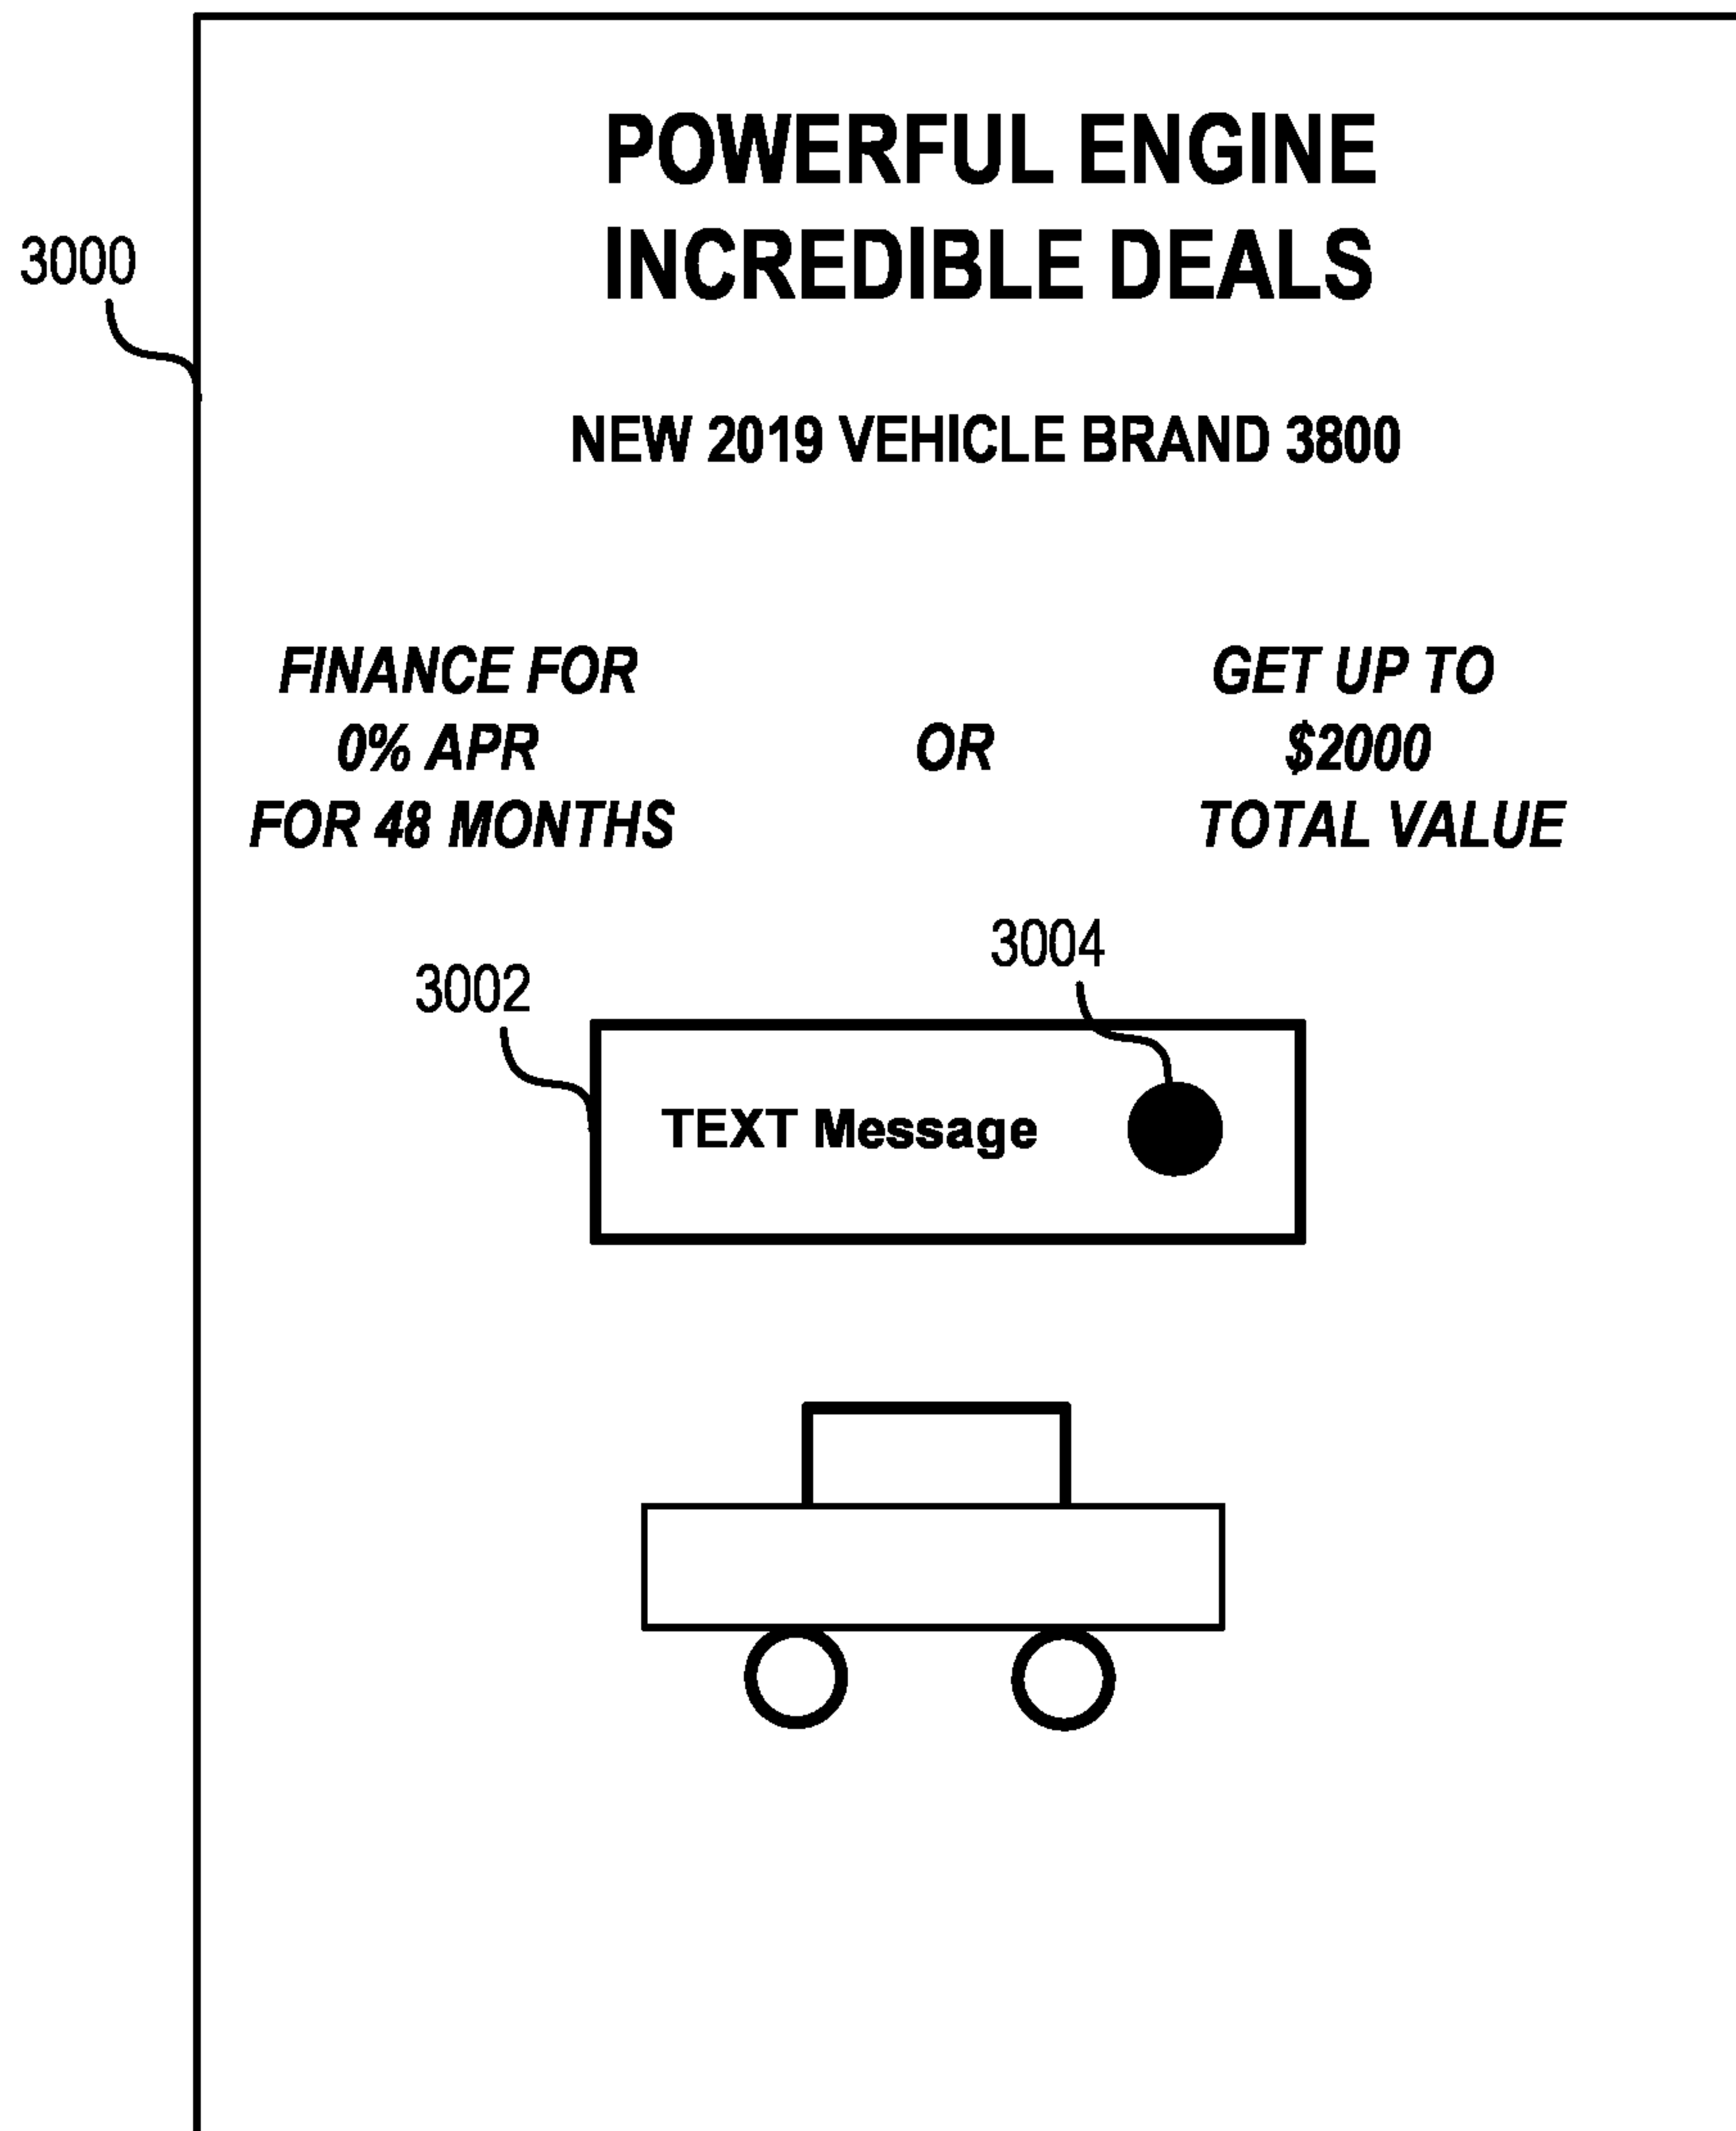 POWERFUL ENGINE
INCREDIBLE DEALS
3000
NEW 2019 VEHICLE BRAND 3800
FINANCE FOR
0% APR
FOR 48 MONTHS
OR
GET UP TO
$2000
TOTAL VALUE
3002
3004
TEXT Message